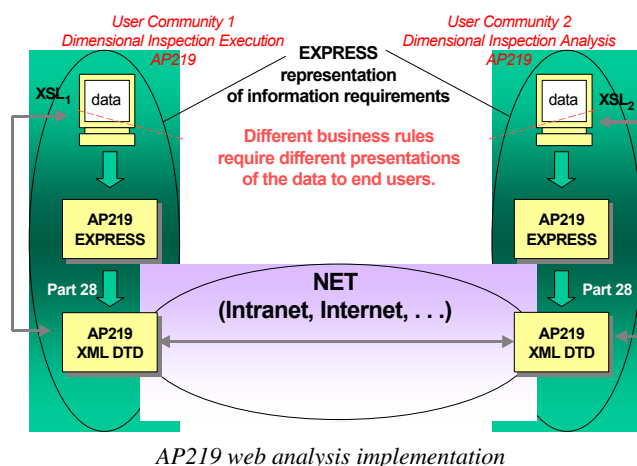 User Community 1
Dimensional Inspection Execution
AP219
User Community 2
Dimensional Inspection Analysis
AP219
EXPRESS
representation
of information requirements
XSL1
data
data
XSL2
Different business rules
require different presentations
of the data to end users.
AP219
EXPRESS
AP219
EXPRESS
Part 28
NET
(Intranet, Internet, . . .)
Part 28
AP219
XML DTD
AP219
XML DTD
AP219 web analysis implementation